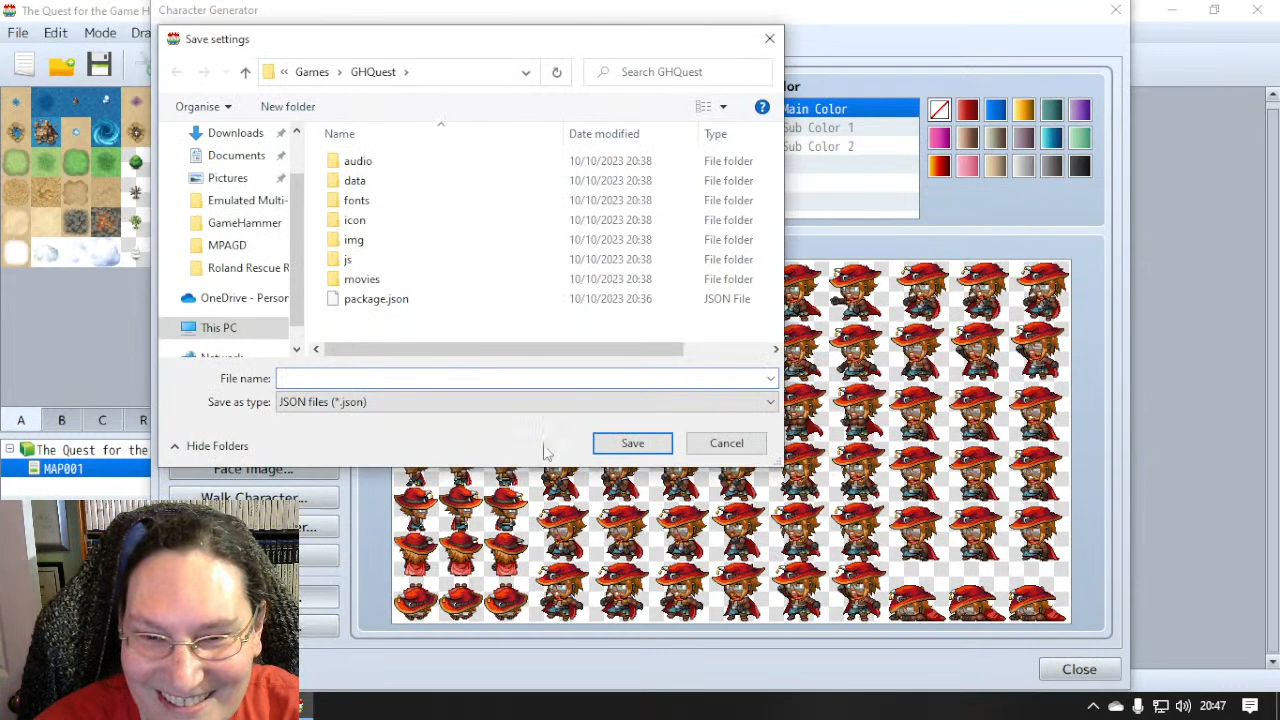 The Quest for the Game H
Character Generator
File
Edit
Mode
Dra
Save settings
Games
GHQuest
Search GHQuest
Organise
New folder
Name
Date modified
Type
Downloads
Documents
Pictures
Emulated Multi-
GameHammer
MPAGD
Roland Rescue R
OneDrive - Person
This PC
audio 10/10/2023 20:38 File folder
data 10/10/2023 20:38 File folder
fonts 10/10/2023 20:38 File folder
icon 10/10/2023 20:38 File folder
img 10/10/2023 20:38 File folder
js 10/10/2023 20:38 File folder
movies 10/10/2023 20:38 File folder
package.json 10/10/2023 20:36 JSON File
File name:
Save as type: JSON files (*.json)
Hide Folders
Save
Cancel
lor
Main Color
Sub Color 1
Sub Color 2
A
B
C
R
The Quest for the
MAP001
Face Image...
Walk Character...
er...
Close
20:47